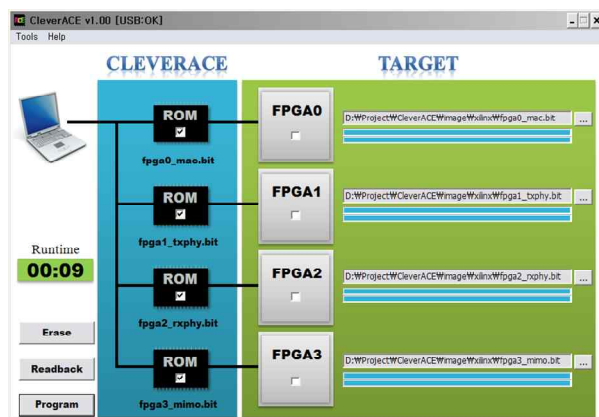 CleverACE v1.00 [USB:OK]
Tools Help
CLEVERACE
TARGET
ROM
fpga0_mac.bit
FPGA0
D:₩Project₩CleverACE₩image₩xilinx₩fpga0_mac.bit
...
ROM
fpga1_txphy.bit
FPGA1
D:₩Project₩CleverACE₩image₩xilinx₩fpga1_txphy.bit
...
Runtime
00:09
ROM
fpga2_rxphy.bit
FPGA2
D:₩Project₩CleverACE₩image₩xilinx₩fpga2_rxphy.bit
...
Erase
Readback
Program
ROM
fpga3_mimo.bit
FPGA3
D:₩Project₩CleverACE₩image₩xilinx₩fpga3_mimo.bit
...